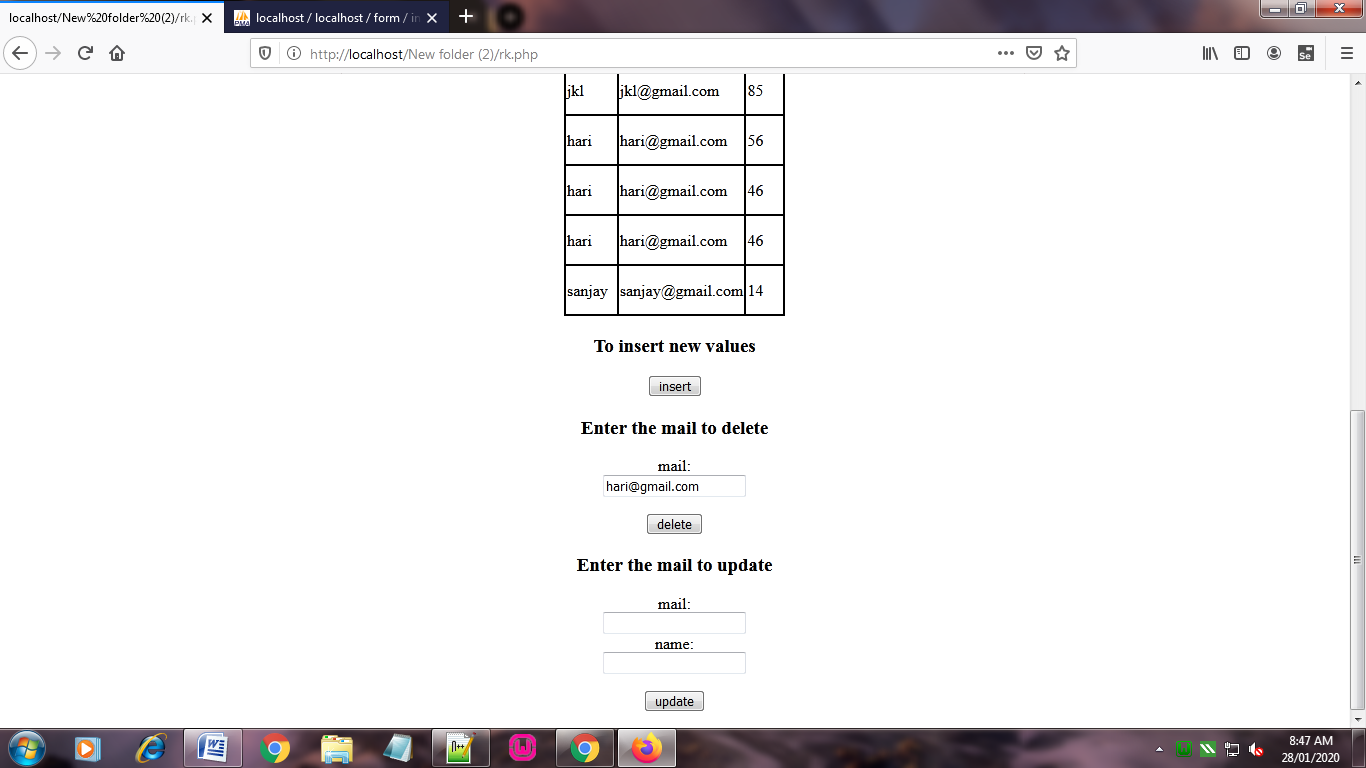 localhost/New%20folder%20(2)/rk.
localhost / localhost / form / in
http://localhost/New folder (2)/rk.php
jkl jkl@gmail.com 85
hari hari@gmail.com 56
hari hari@gmail.com 46
hari hari@gmail.com 46
sanjay sanjay@gmail.com 14
To insert new values
insert
Enter the mail to delete
mail:
hari@gmail.com
delete
Enter the mail to update
mail:
name:
update
8:47 AM
28/01/2020